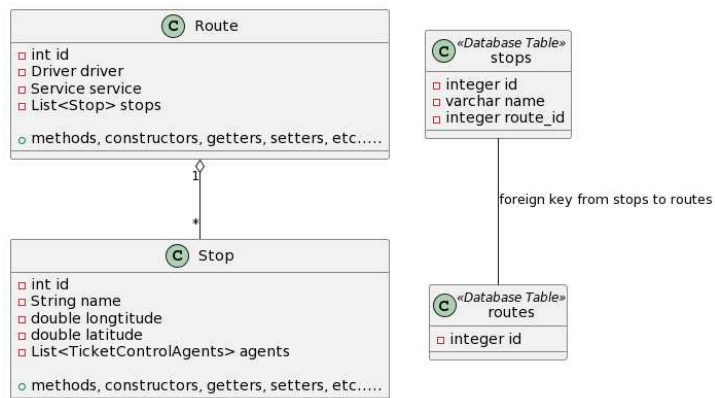 C Route
int id
Driver driver
Service service
List<Stop> stops
methods, constructors, getters, setters, etc.....
1
*
C Stop
int id
String name
double longtitude
double latitude
List<TicketControlAgents> agents
methods, constructors, getters, setters, etc.....
«Database Table»
C stops
integer id
varchar name
integer route_id
foreign key from stops to routes
«Database Table»
C routes
integer id